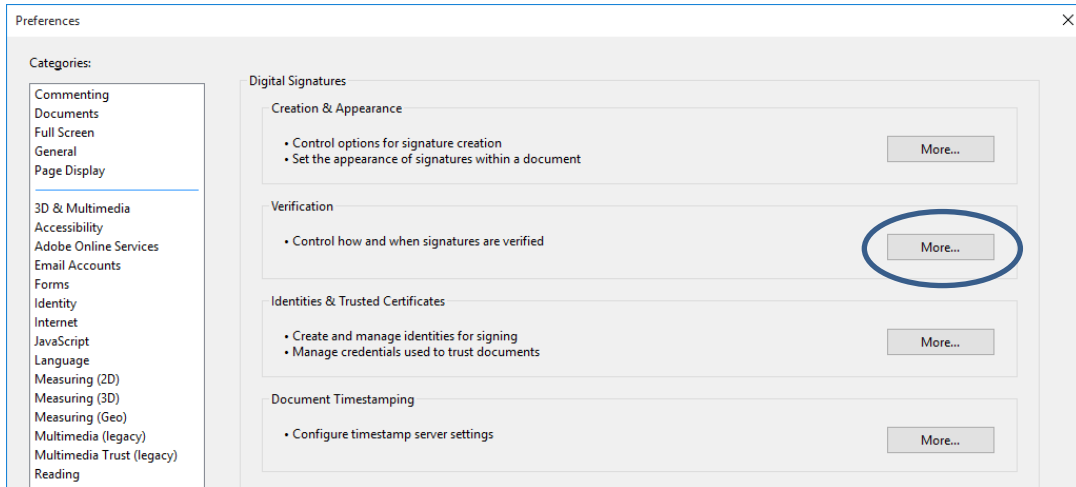 Preferences
Categories:
Commenting
Documents
Full Screen
General
Page Display
3D & Multimedia
Accessibility
Adobe Online Services
Email Accounts
Forms
Identity
Internet
JavaScript
Language
Measuring (2D)
Measuring (3D)
Measuring (Geo)
Multimedia (legacy)
Multimedia Trust (legacy)
Reading
Digital Signatures
Creation & Appearance
• Control options for signature creation
• Set the appearance of signatures within a document
More...
Verification
• Control how and when signatures are verified
More...
Identities & Trusted Certificates
• Create and manage identities for signing
• Manage credentials used to trust documents
More...
Document Timestamping
• Configure timestamp server settings
More...